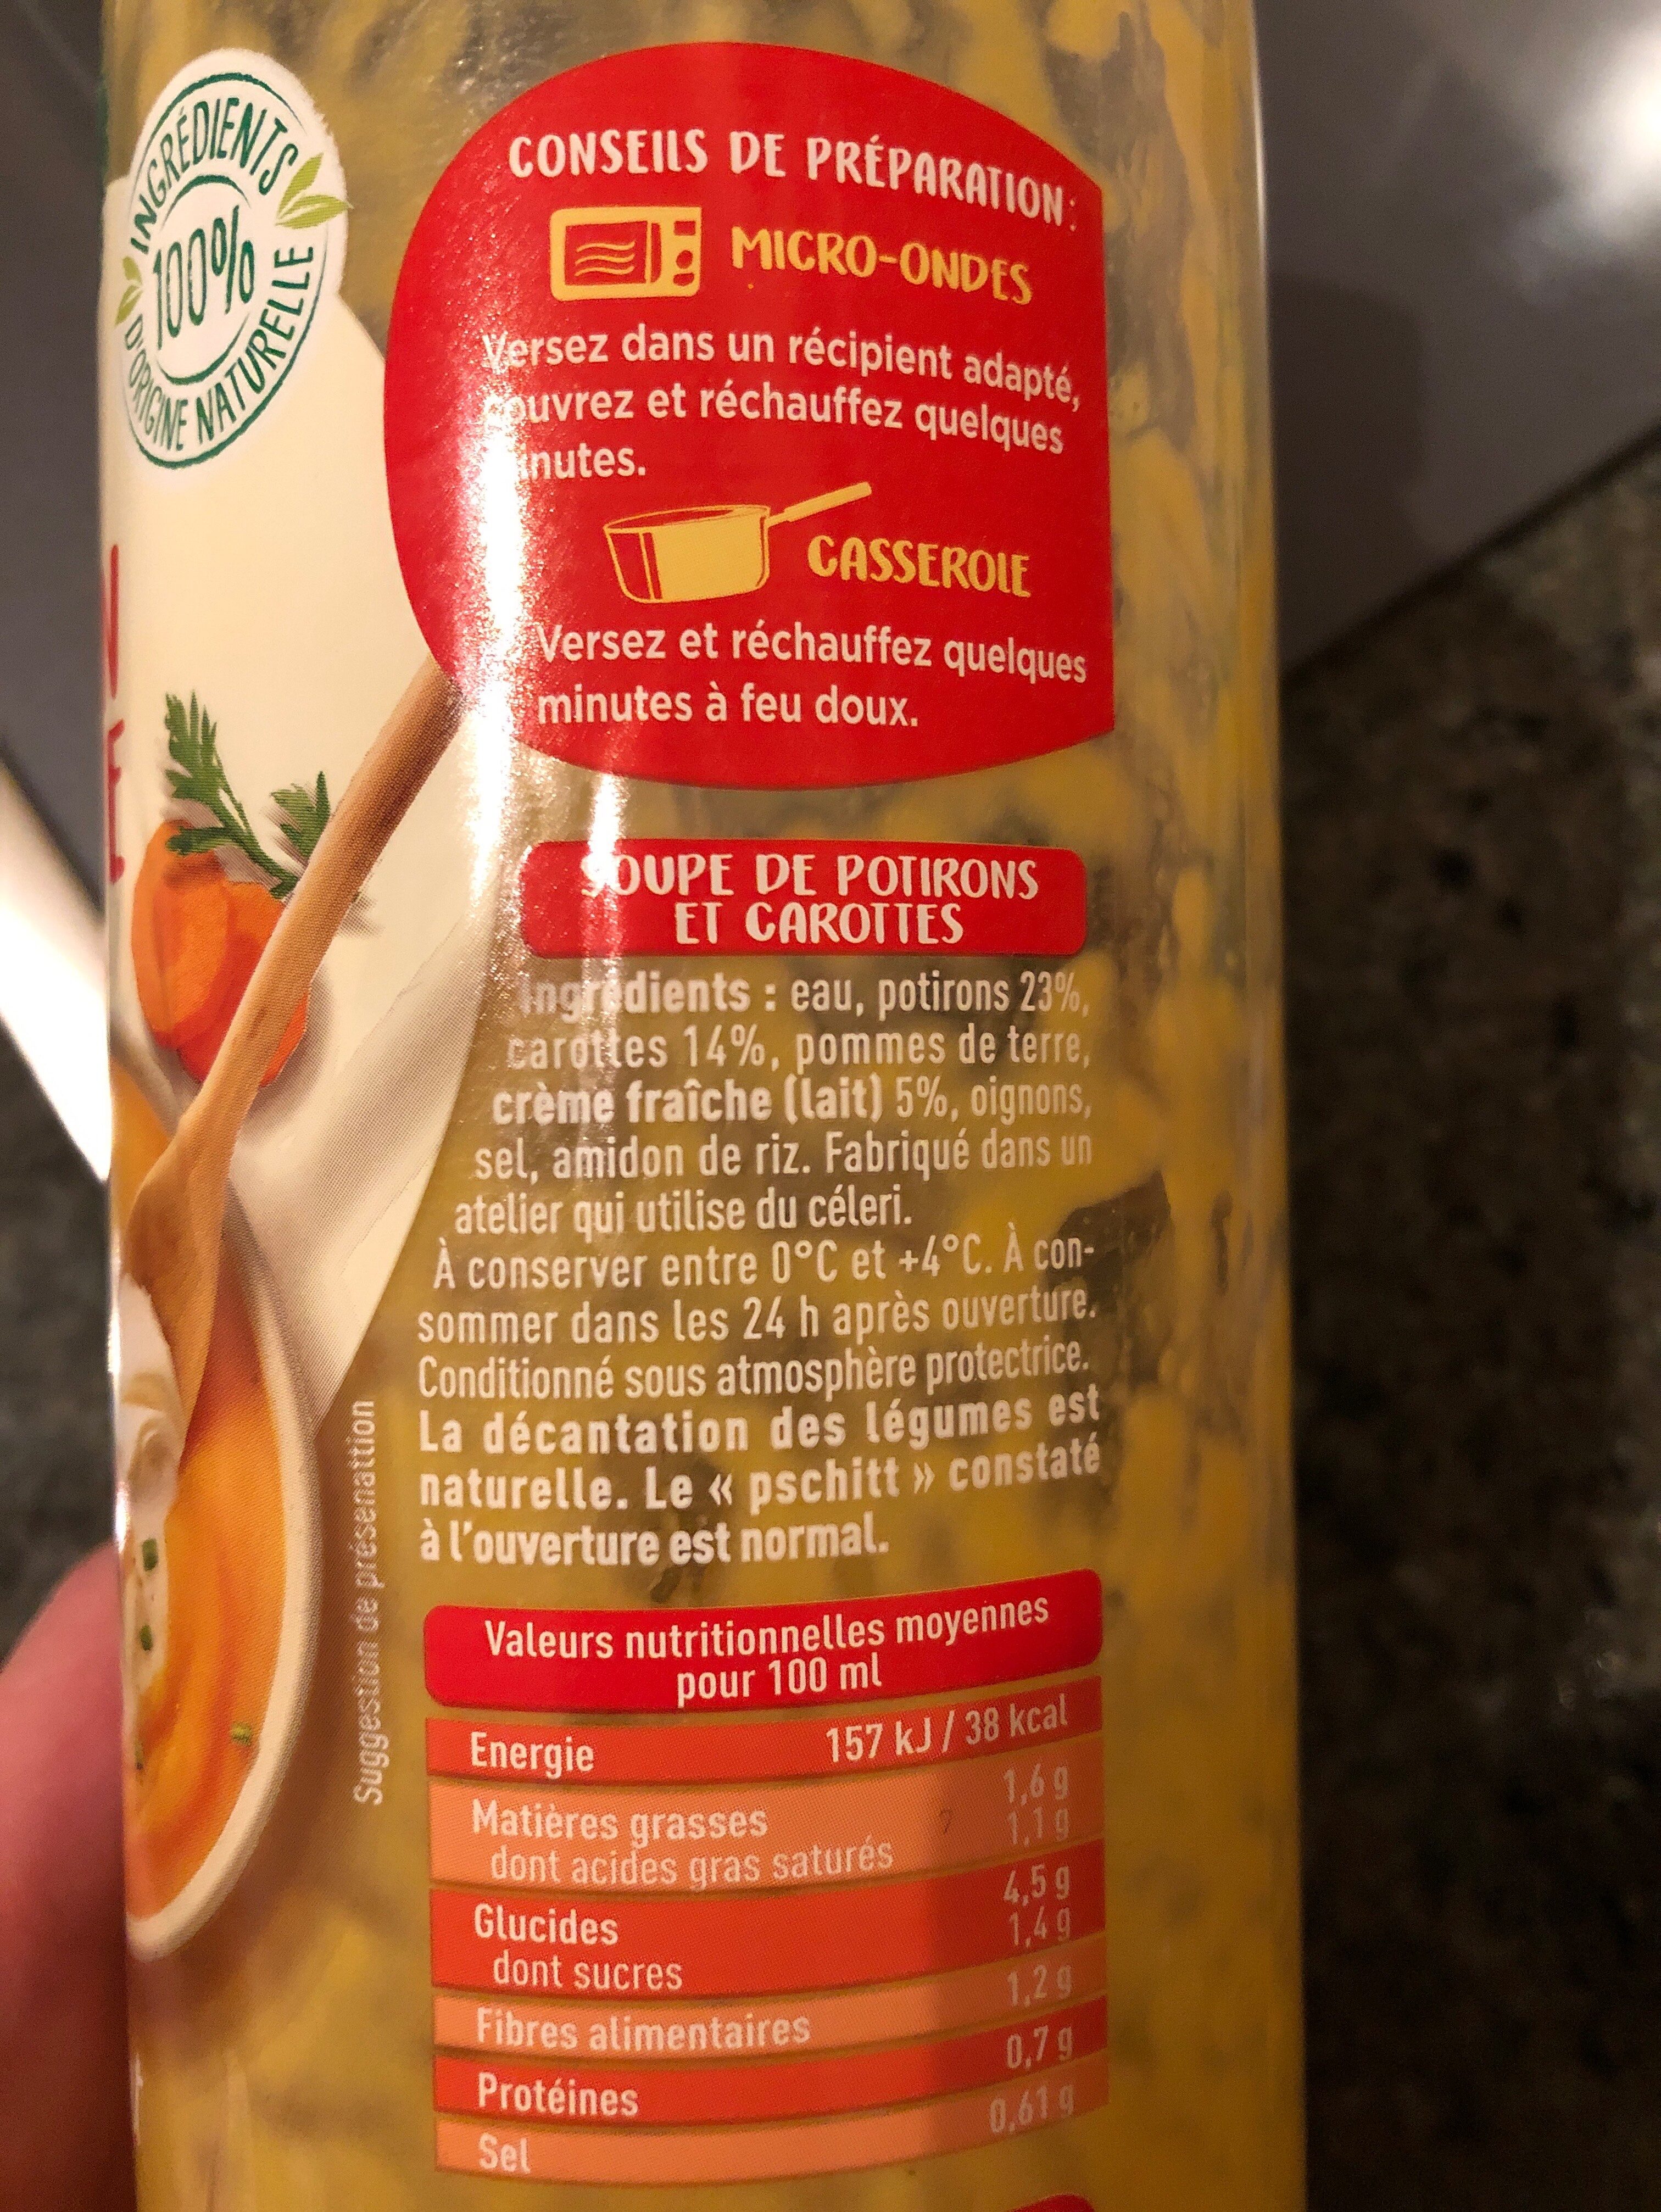 INGRÉDIENTS
100%
D'ORIGINE NATURELLE
CONSEILS DE PRÉPARATION:
MICRO-ONDES
Versez dans un récipient adapté,
couvrez et réchauffez quelques
minutes.
CASSEROLE
Versez et réchauffez quelques
minutes à feu doux.
SOUPE DE POTIRONS
ET CAROTTES
Ingrédients : eau, potirons 23%,
carottes 14%, pommes de terre,
crème fraîche (lait) 5%, oignons,
sel, amidon de riz. Fabriqué dans un
atelier qui utilise du céleri.
À conserver entre 0°C et +4°C. À con-
sommer dans les 24 h après ouverture.
Conditionné sous atmosphère protectrice.
La décantation des légumes est
naturelle. Le « pschitt » constaté
à l'ouverture est normal.
Suggestion de présenattion
Valeurs nutritionnelles moyennes
pour 100 ml
Energie 157 kJ / 38 kcal
Matières grasses 1,6 g
dont acides gras saturés 1,1 g
Glucides 4,5 g
dont sucres 1,4 g
Fibres alimentaires 1,2 g
Protéines 0,7 g
Sel 0,61 g